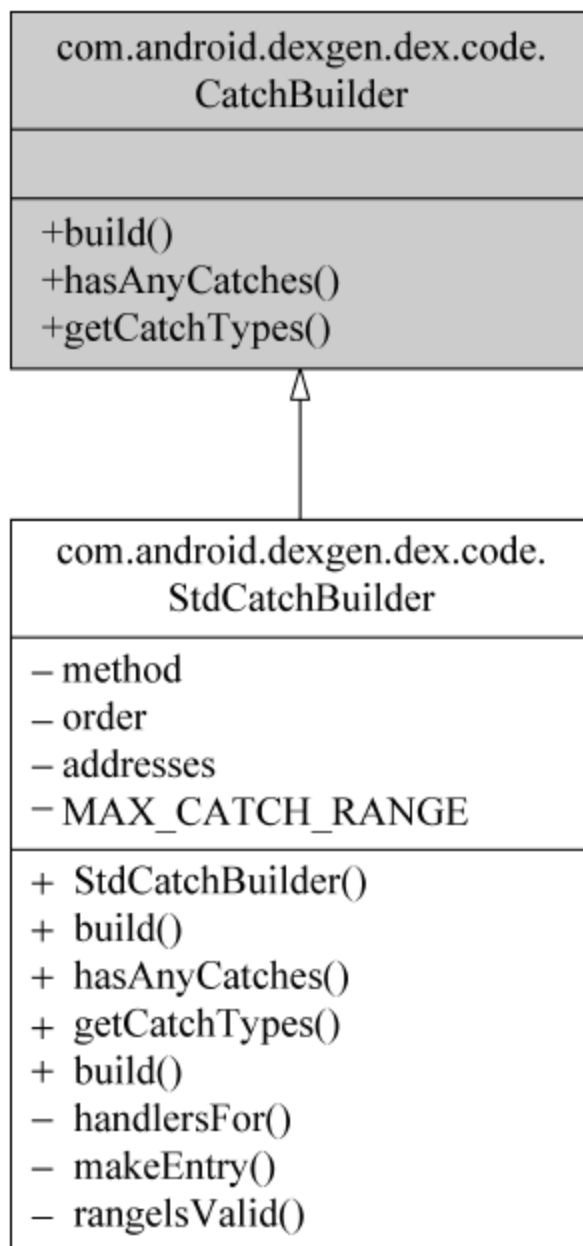 com.android.dexgen.dex.code.
CatchBuilder
+build()
+hasAnyCatches()
+getCatchTypes()
com.android.dexgen.dex.code.
StdCatchBuilder
– method
– order
– addresses
– MAX_CATCH_RANGE
+ StdCatchBuilder()
+ build()
+ hasAnyCatches()
+ getCatchTypes()
+ build()
– handlersFor()
– makeEntry()
– rangeIsValid()